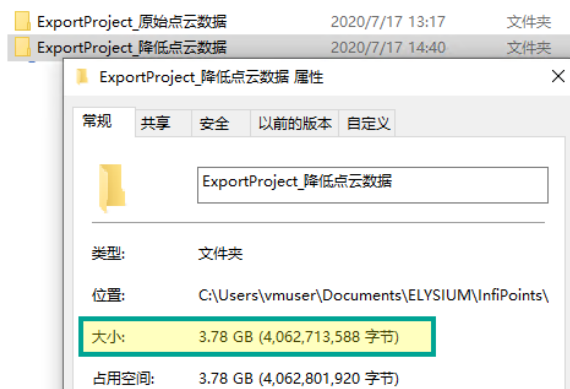 ExportProject_原始点云数据 2020/7/17 13:17 文件夹
ExportProject_降低点云数据 2020/7/17 14:40 文件夹
ExportProject_降低点云数据 属性
常规 共享 安全 以前的版本 自定义
ExportProject_降低点云数据
类型: 文件夹
位置: C:\Users\vmuser\Documents\ELYSIUM\InfiPoints\
大小: 3.78 GB (4,062,713,588 字节)
占用空间: 3.78 GB (4,062,801,920 字节)